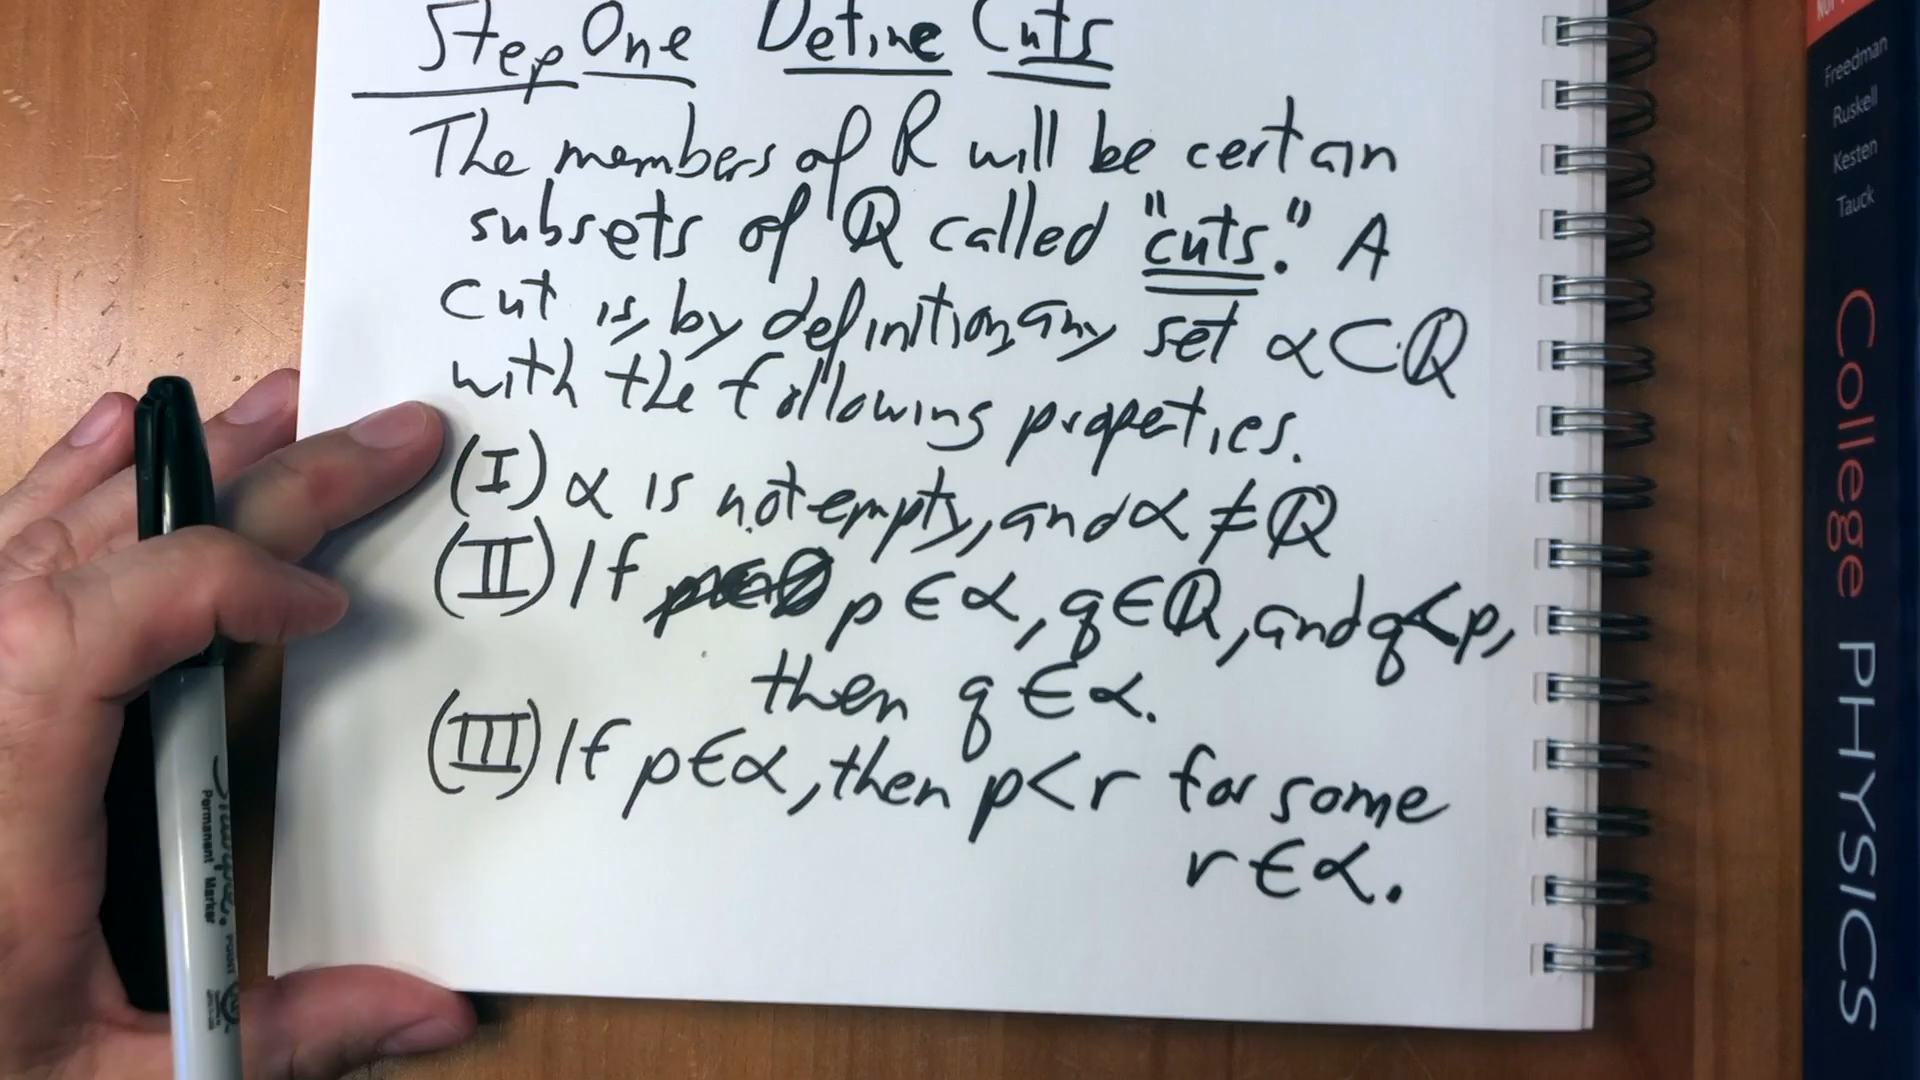 Step One Define Cuts
The members of R will be certain
subsets of Q called "cuts." A
cut is, by definition, any set α⊂Q
with the following properties.
(I) α is not empty, and α ≠ Q
(II) If p∈α, q∈Q, and q<p,
then q∈α.
(III) If p∈α, then p<r for some
r∈α.
Permanent Marker
Freedman
Ruskell
Kesten
Tauck
College PHYSICS